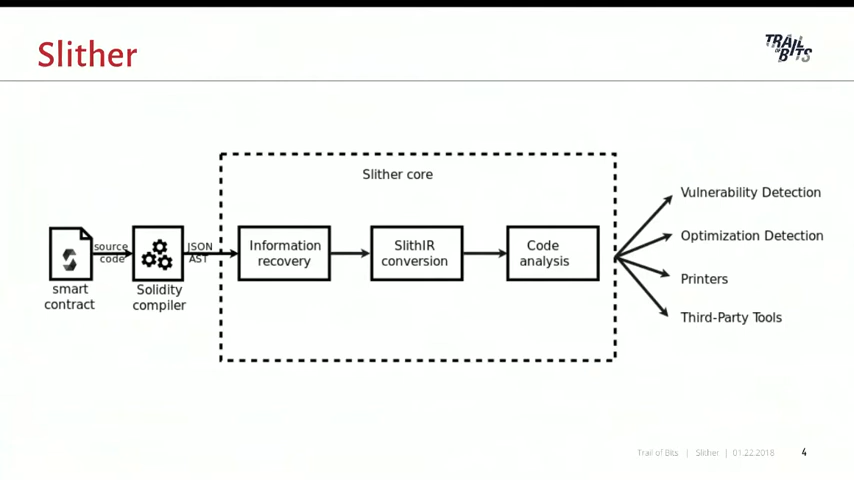 Slither
TRAIL
OF
BITS
Slither core
Vulnerability Detection
Optimization Detection
Printers
Third-Party Tools
source
code
JSON
AST
Information
recovery
SlithIR
conversion
Code
analysis
smart
contract
Solidity
compiler
Trail of Bits | Slither | 01.22.2018 4